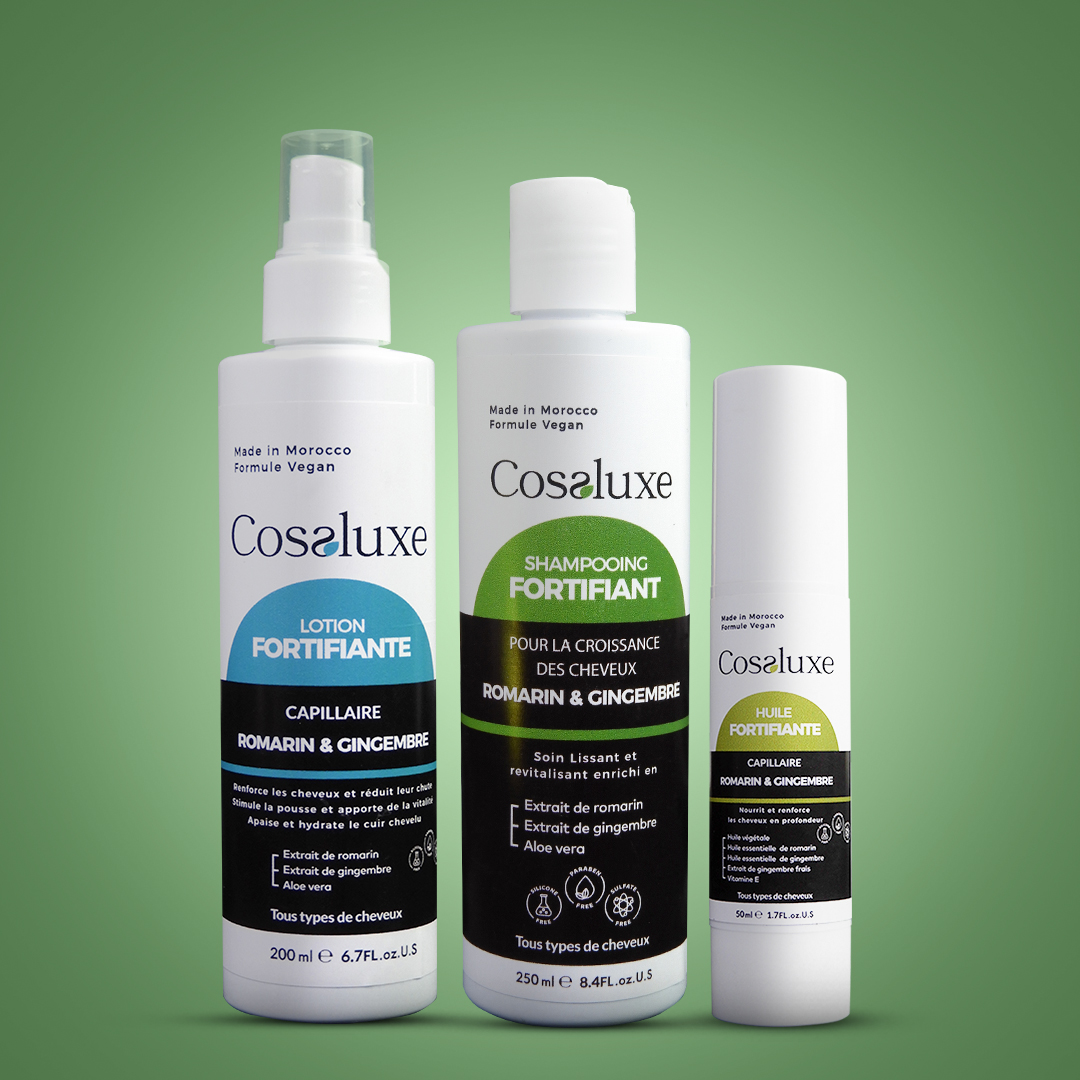 Made in Morocco
Formule Vegan
Cosaluxe
LOTION
FORTIFIANTE
CAPILLAIRE
ROMARIN & GINGEMBRE
Renforce les cheveux et réduit leur chute
Stimule la pousse et apporte de la vitalité
Apaise et hydrate le cuir chevelu
Extrait de romarin
Extrait de gingembre
Aloe vera
Tous types de cheveux
200 ml ℮ 6.7FL.oz.U.S
Made in Morocco
Formule Vegan
Cosaluxe
SHAMPOOING
FORTIFIANT
POUR LA CROISSANCE
DES CHEVEUX
ROMARIN & GINGEMBRE
Soin Lissant et
revitalisant enrichi en
Extrait de romarin
Extrait de gingembre
Aloe vera
SILICONE FREE
PARABEN FREE
SULFATE FREE
Tous types de cheveux
250 ml ℮ 8.4FL.oz.U.S
Made in Morocco
Formule Vegan
Cosaluxe
HUILE
FORTIFIANTE
CAPILLAIRE
ROMARIN & GINGEMBRE
Nourrit et renforce
les cheveux en profondeur
Huile végétale
Huile essentielle de romarin
Huile essentielle de gingembre
Extrait de gingembre frais
Vitamine E
Tous types de cheveux
50 ml ℮ 1.7FL.oz.U.S